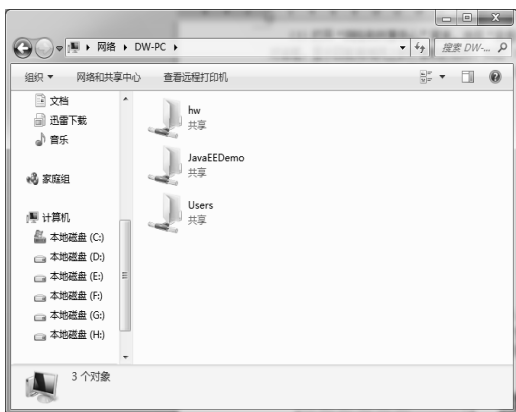 网络 ▸ DW-PC ▸
搜索 DW-...
组织 ▾ 网络和共享中心 查看远程打印机
文档
迅雷下载
音乐
家庭组
计算机
本地磁盘 (C:)
本地磁盘 (D:)
本地磁盘 (E:)
本地磁盘 (F:)
本地磁盘 (G:)
本地磁盘 (H:)
hw
共享
JavaEEDemo
共享
Users
共享
3 个对象